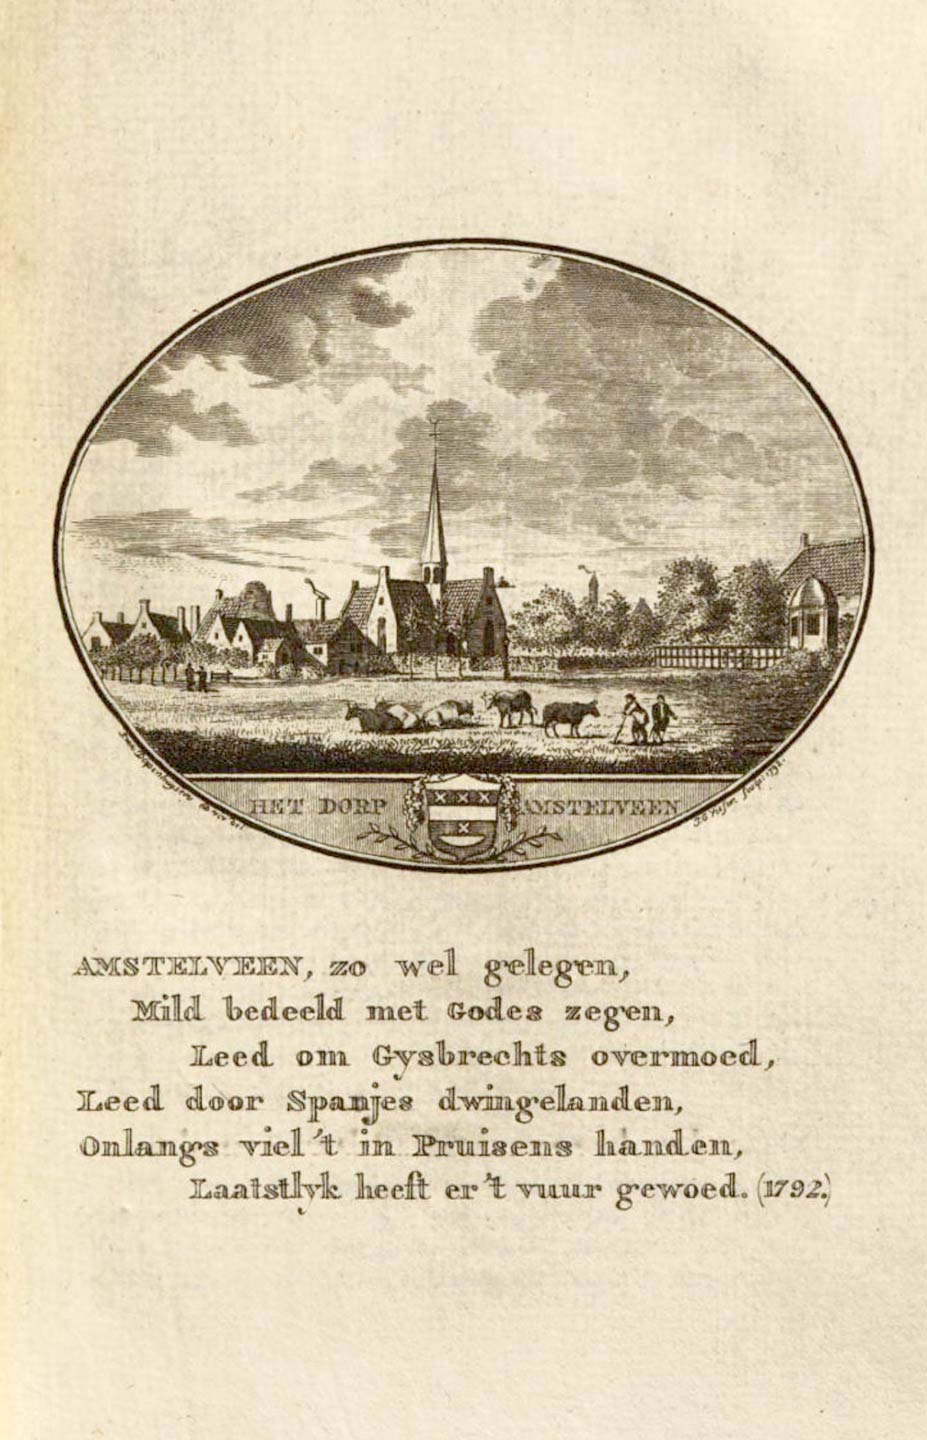 HET DORP AMSTELVEEN
AMSTELVEEN, zo wel gelegen,
Mild bedeeld met Godes zegen,
Leed om Gysbrechts overmoed,
Leed door Spanjes dwingelanden,
Onlangs viel 't in Pruisens handen,
Laatstlyk heeft er 't vuur gewoed. (1792.)